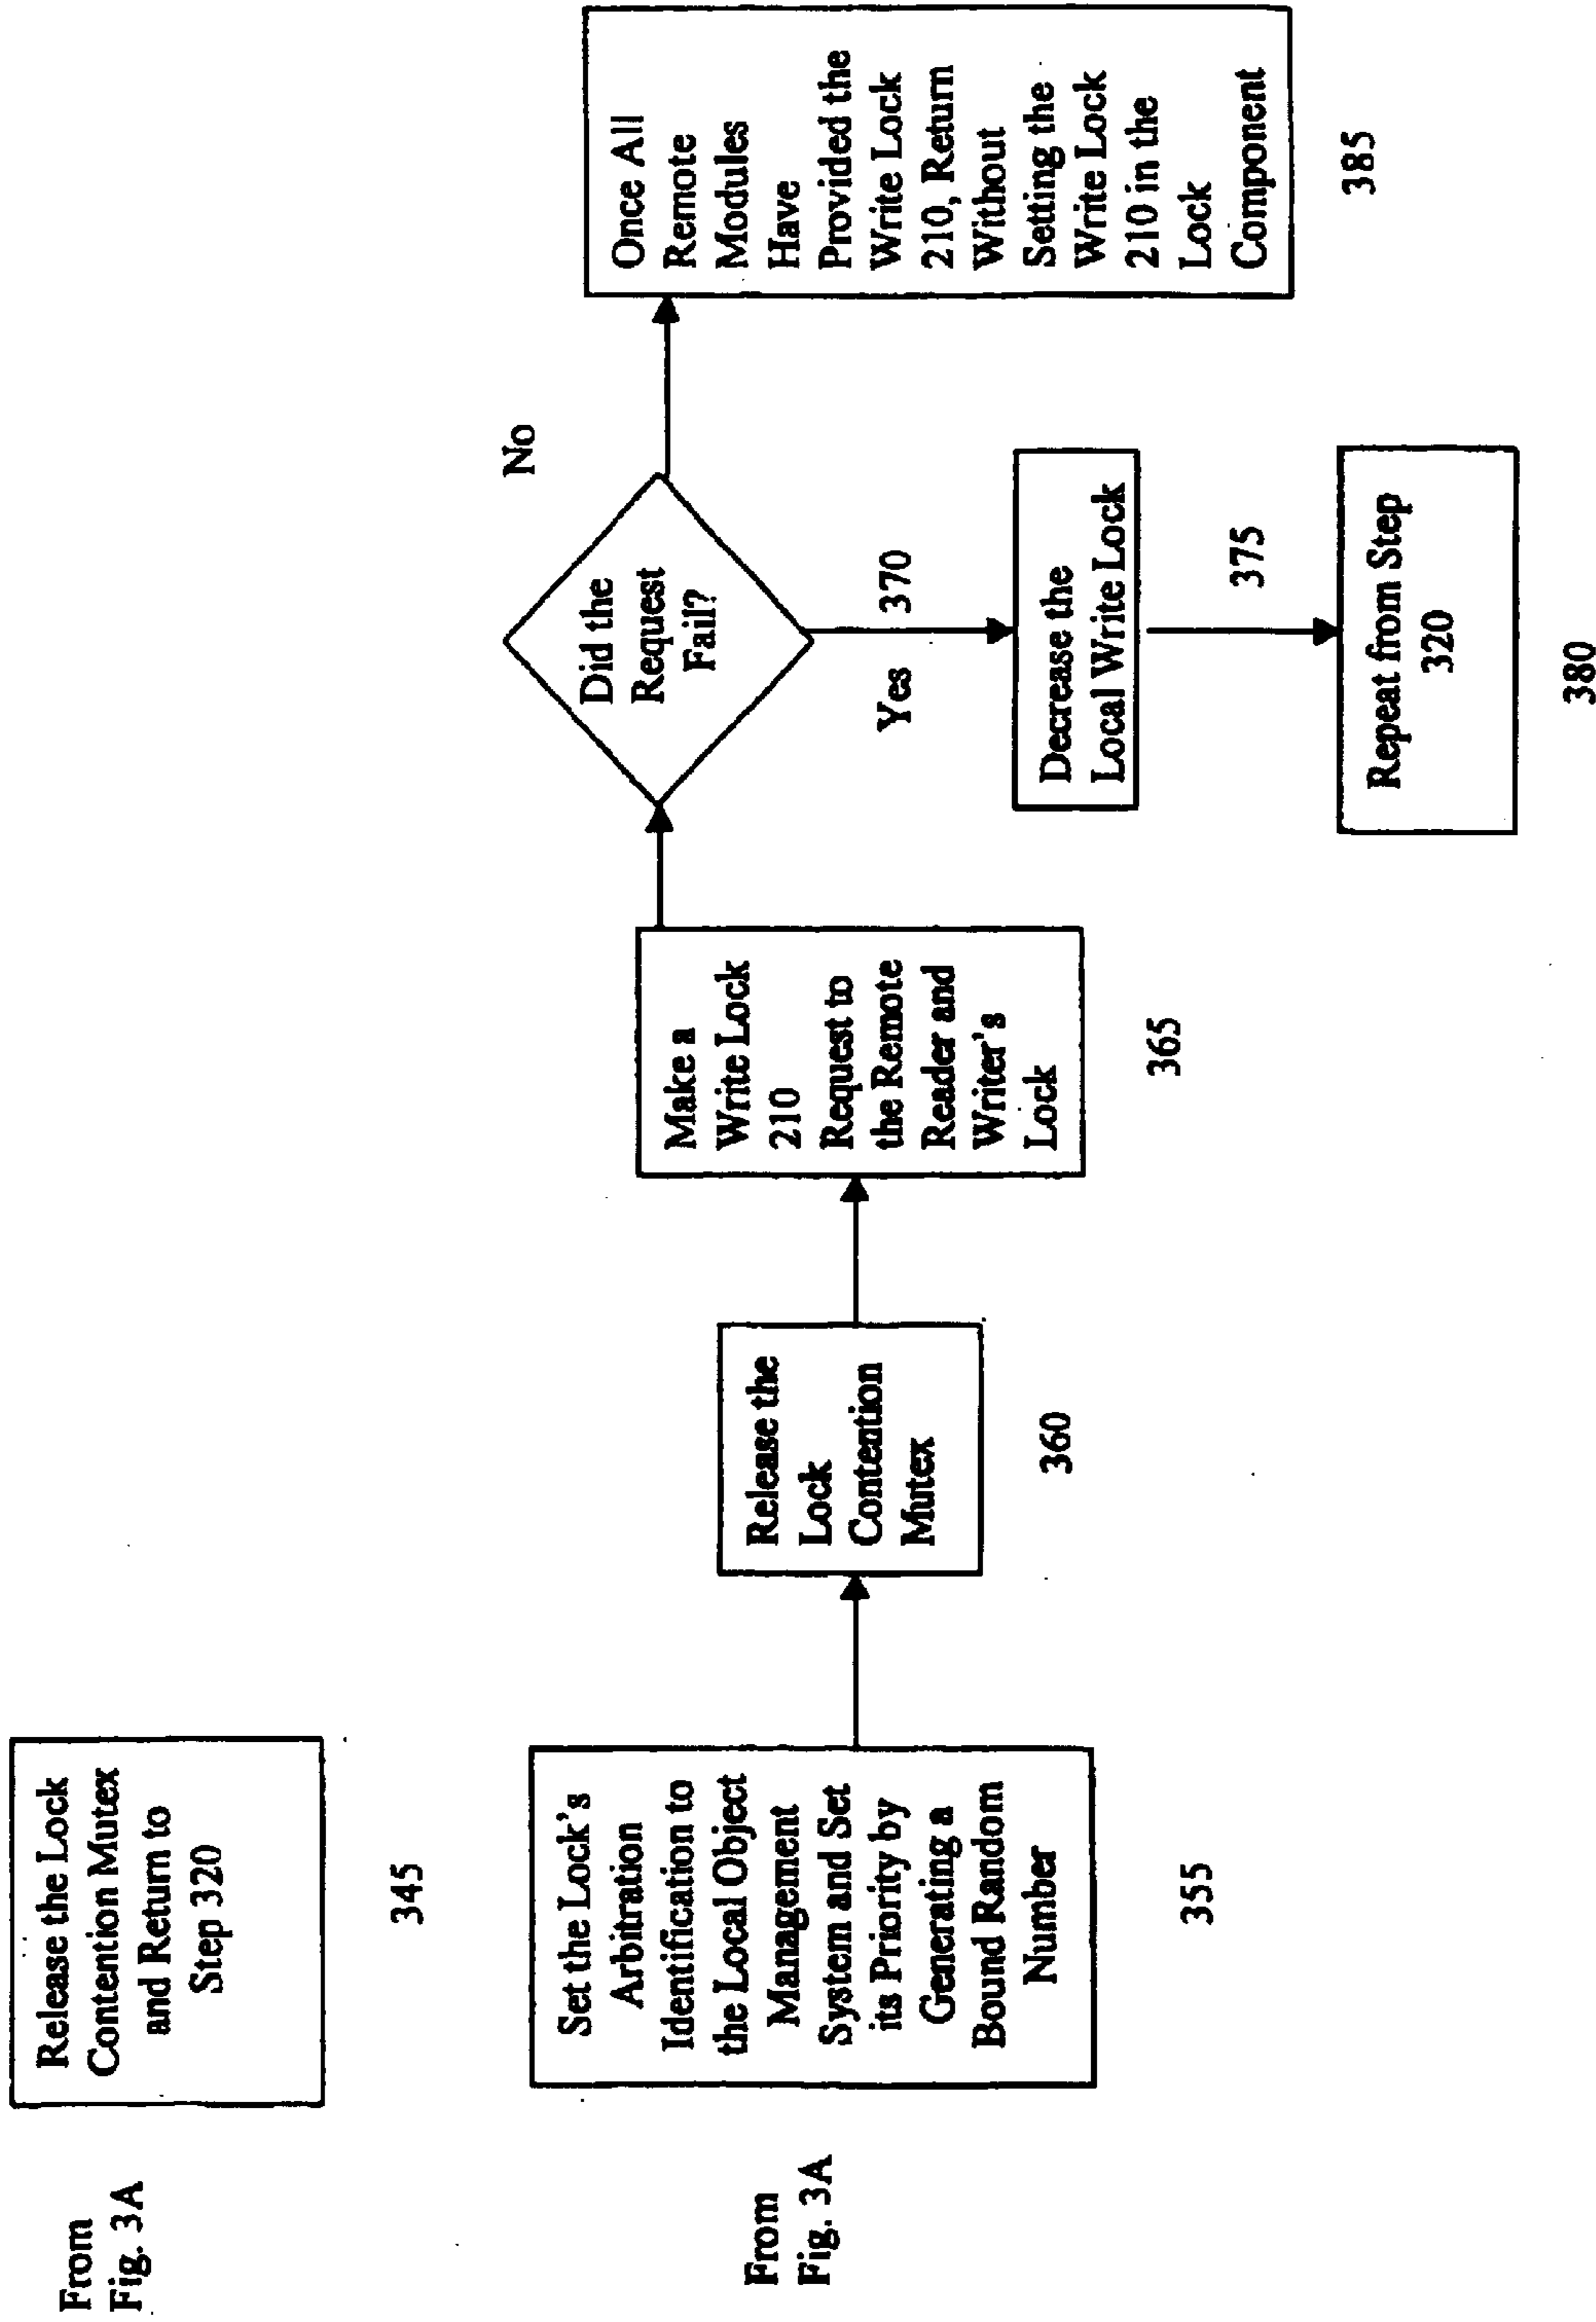 From
Fig. 3A
Release the Lock
Contention Mutex
and Return to
Step 320
345
From
Fig. 3A
Set the Lock's
Arbitration
Identification to
the Local Object
Management
System and Set
its Priority by
Generating a
Bound Random
Number
355
Release the
Lock
Contention
Mutex
360
Make a
Write Lock
210
Request to
the Remote
Reader and
Writer's
Lock
365
Did the
Request
Fail?
No
Yes
370
Decrease the
Local Write Lock
375
Repeat from Step
320
380
Once All
Remote
Modules
Have
Provided the
Write Lock
210, Return
Without
Setting the
Write Lock
210 in the
Lock
Component
385